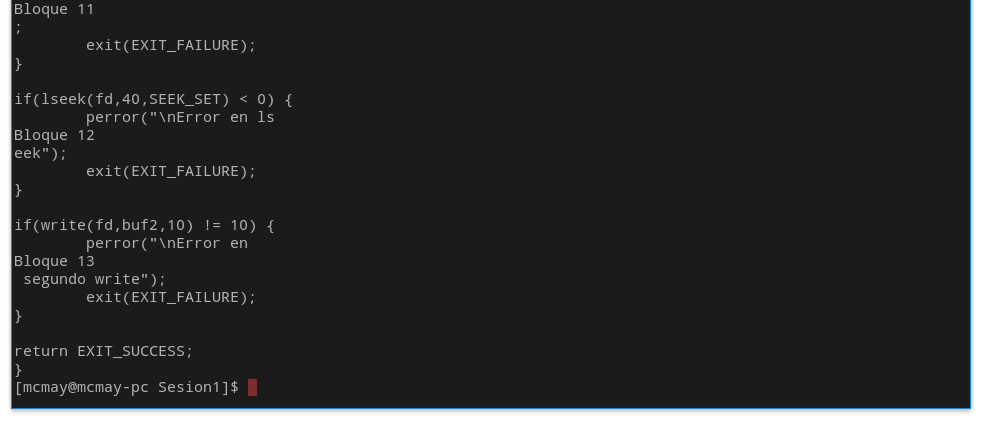 Bloque 11
;
        exit(EXIT_FAILURE);
}

if(lseek(fd,40,SEEK_SET) < 0) {
        perror("\nError en ls
Bloque 12
eek");
        exit(EXIT_FAILURE);
}

if(write(fd,buf2,10) != 10) {
        perror("\nError en
Bloque 13
 segundo write");
        exit(EXIT_FAILURE);
}

return EXIT_SUCCESS;
}
[mcmay@mcmay-pc Sesion1]$